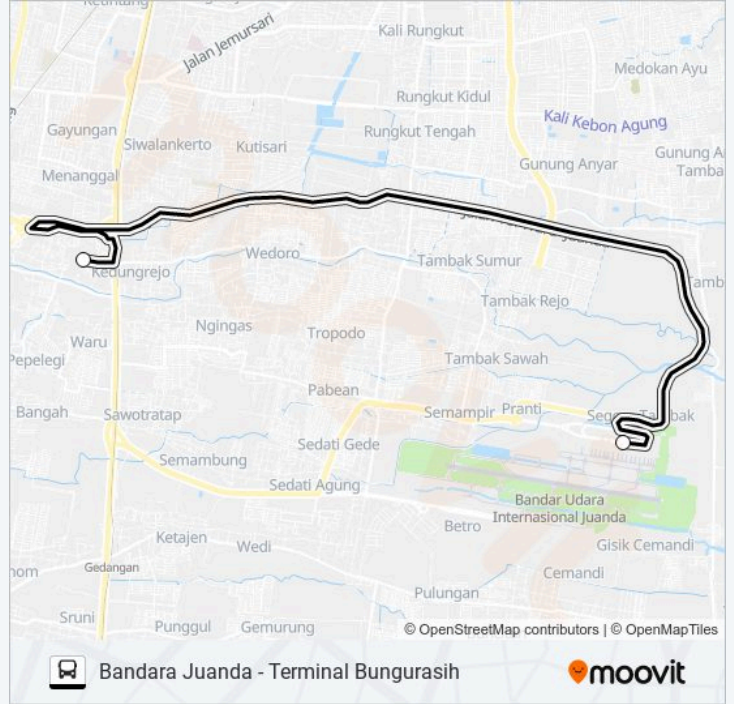 Jalan Jemursari
Kali Rungkut
Medokan Ayu
Rungkut Kidul
Kali Kebon Agung
Gayungan
Siwalankerto
Kutisari
Rungkut Tengah
Gunung Anyar
Menanggal
Wedoro
Tambak Sumur
Kedungrejo
Tambak Rejo
Ngingas
Tropodo
Waru
Pepelegi
Tambak Sawah
Pabean
Bangah
Sawotratap
Semampir
Pranti
Tambak
Sedati Gede
Semambung
Sedati Agung
Bandar Udara
Internasional Juanda
Betro
Ketajen
Wedi
Gisik Cemandi
Gedangan
Cemandi
Pulungan
Sruni
Punggul
Gemurung
© OpenStreetMap contributors | © OpenMapTiles
Bandara Juanda - Terminal Bungurasih
moovit